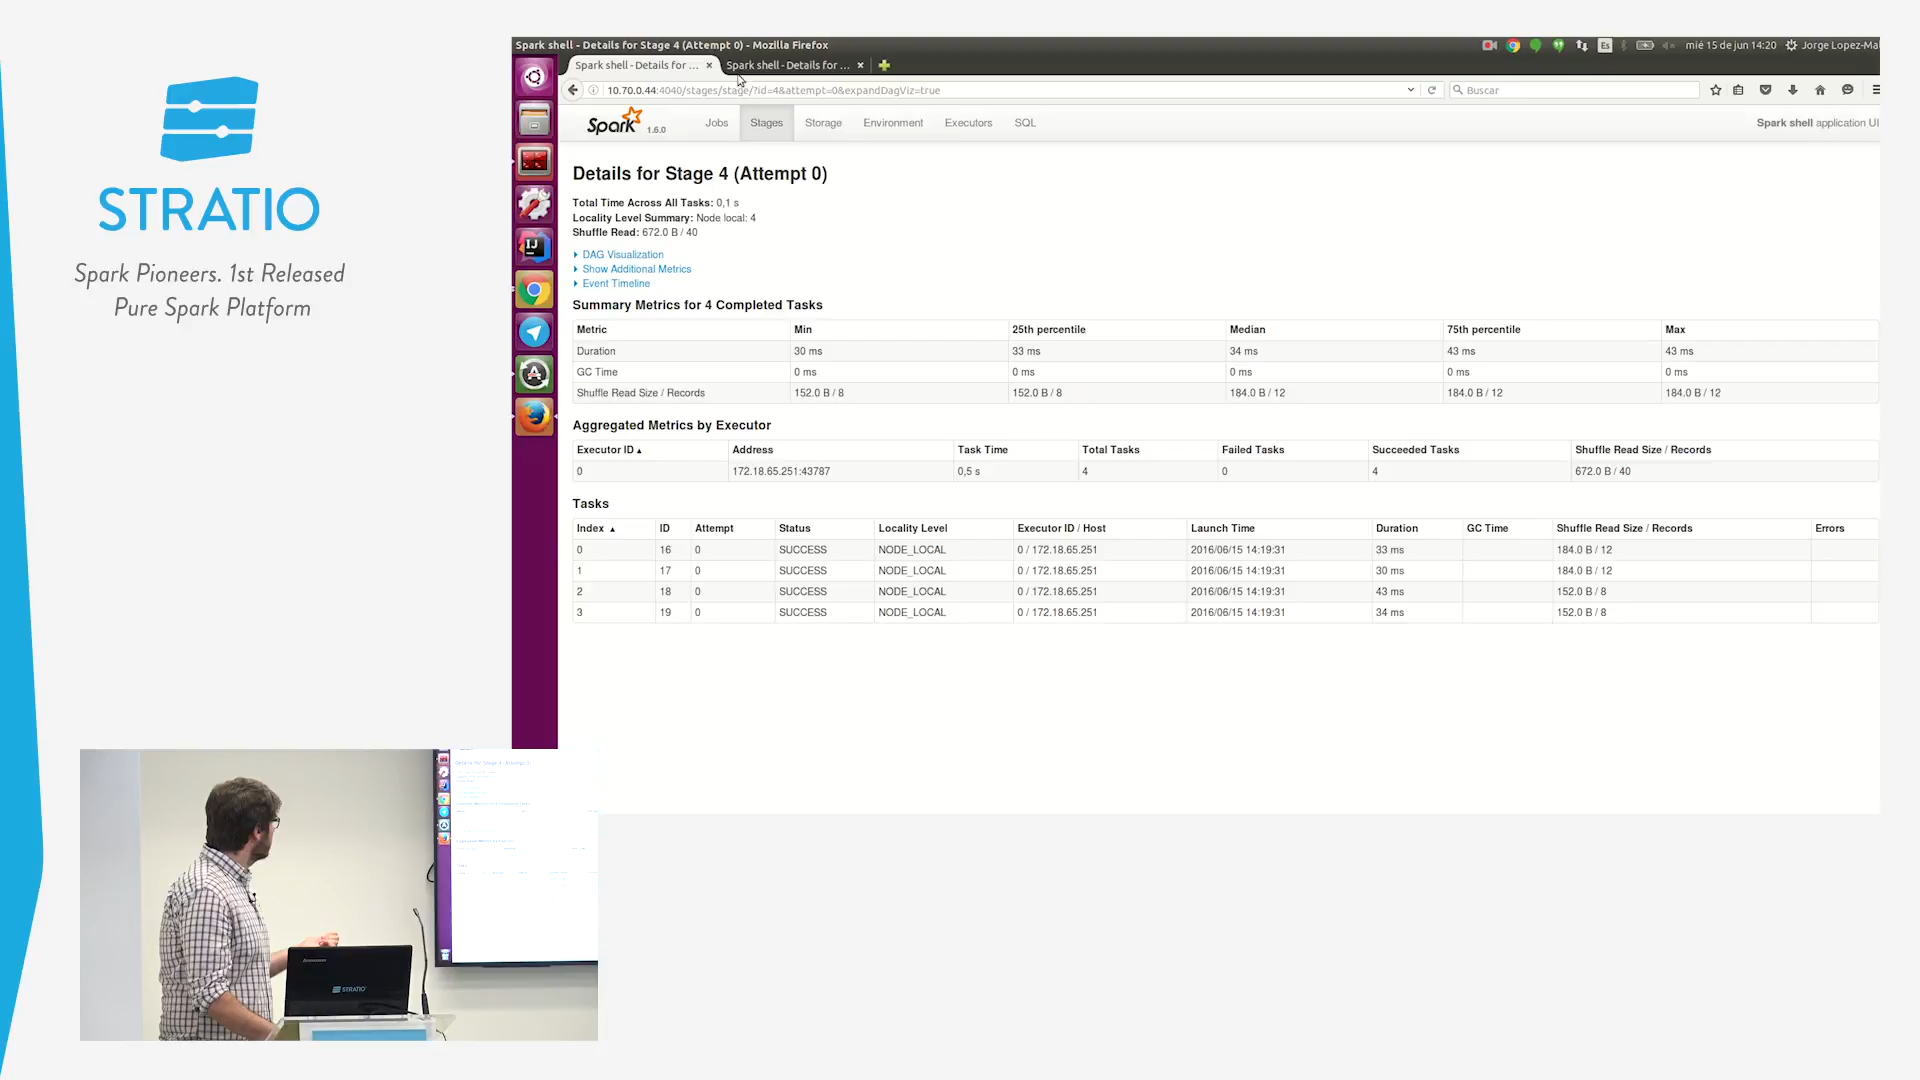 STRATIO
Spark Pioneers. 1st Released
Pure Spark Platform
Spark shell - Details for Stage 4 (Attempt 0) - Mozilla Firefox
Es
mié 15 de jun 14:20
Jorge Lopez-Mal
Spark shell - Details for ...
Spark shell - Details for ...
10.70.0.44:4040/stages/stage/?id=4&attempt=0&expandDagViz=true
Buscar
Spark 1.6.0
Jobs Stages Storage Environment Executors SQL
Spark shell application UI
Details for Stage 4 (Attempt 0)
Total Time Across All Tasks: 0,1 s
Locality Level Summary: Node local: 4
Shuffle Read: 672.0 B / 40
DAG Visualization
Show Additional Metrics
Event Timeline
Summary Metrics for 4 Completed Tasks
Metric Min 25th percentile Median 75th percentile Max
Duration 30 ms 33 ms 34 ms 43 ms 43 ms
GC Time 0 ms 0 ms 0 ms 0 ms 0 ms
Shuffle Read Size / Records 152.0 B / 8 152.0 B / 8 184.0 B / 12 184.0 B / 12 184.0 B / 12
Aggregated Metrics by Executor
Executor ID Address Task Time Total Tasks Failed Tasks Succeeded Tasks Shuffle Read Size / Records
0 172.18.65.251:43787 0,5 s 4 0 4 672.0 B / 40
Tasks
Index ID Attempt Status Locality Level Executor ID / Host Launch Time Duration GC Time Shuffle Read Size / Records Errors
0 16 0 SUCCESS NODE_LOCAL 0 / 172.18.65.251 2016/06/15 14:19:31 33 ms 184.0 B / 12
1 17 0 SUCCESS NODE_LOCAL 0 / 172.18.65.251 2016/06/15 14:19:31 30 ms 184.0 B / 12
2 18 0 SUCCESS NODE_LOCAL 0 / 172.18.65.251 2016/06/15 14:19:31 43 ms 152.0 B / 8
3 19 0 SUCCESS NODE_LOCAL 0 / 172.18.65.251 2016/06/15 14:19:31 34 ms 152.0 B / 8
IJ
STRATIO